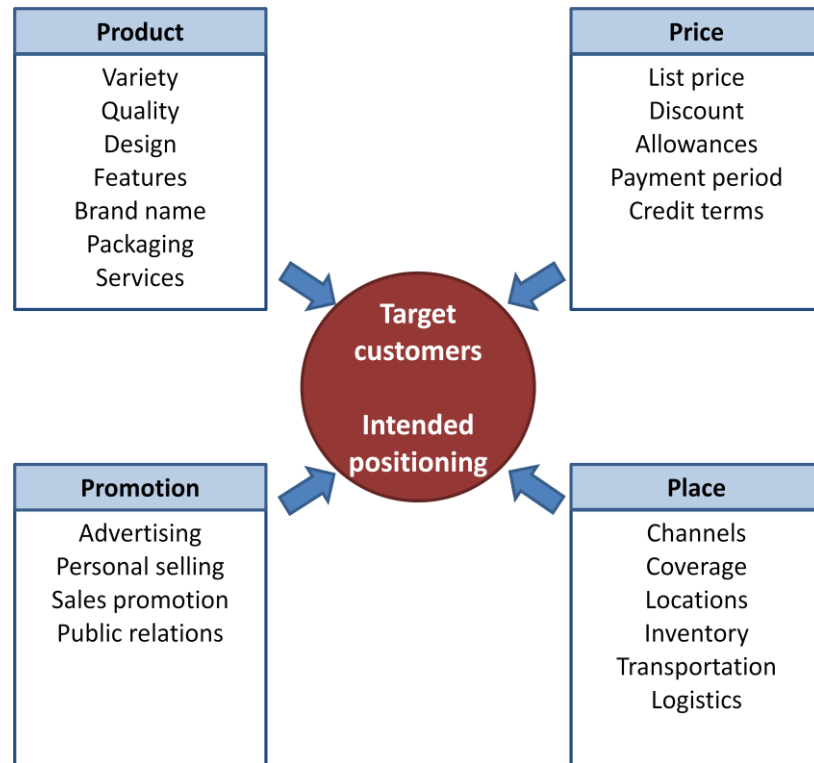 Product
Variety
Quality
Design
Features
Brand name
Packaging
Services
Price
List price
Discount
Allowances
Payment period
Credit terms
Target
customers
Intended
positioning
Promotion
Advertising
Personal selling
Sales promotion
Public relations
Place
Channels
Coverage
Locations
Inventory
Transportation
Logistics